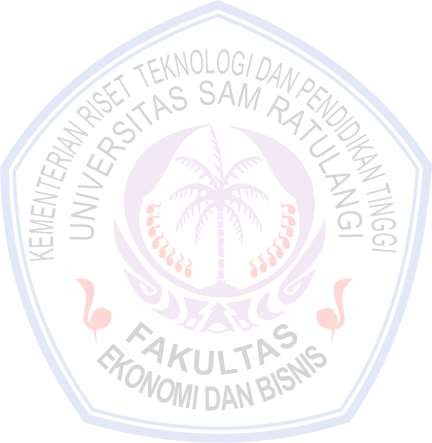 KEMENTERIAN RISET TEKNOLOGI DAN PENDIDIKAN TINGGI
UNIVERSITAS SAM RATULANGI
FAKULTAS
EKONOMI DAN BISNIS